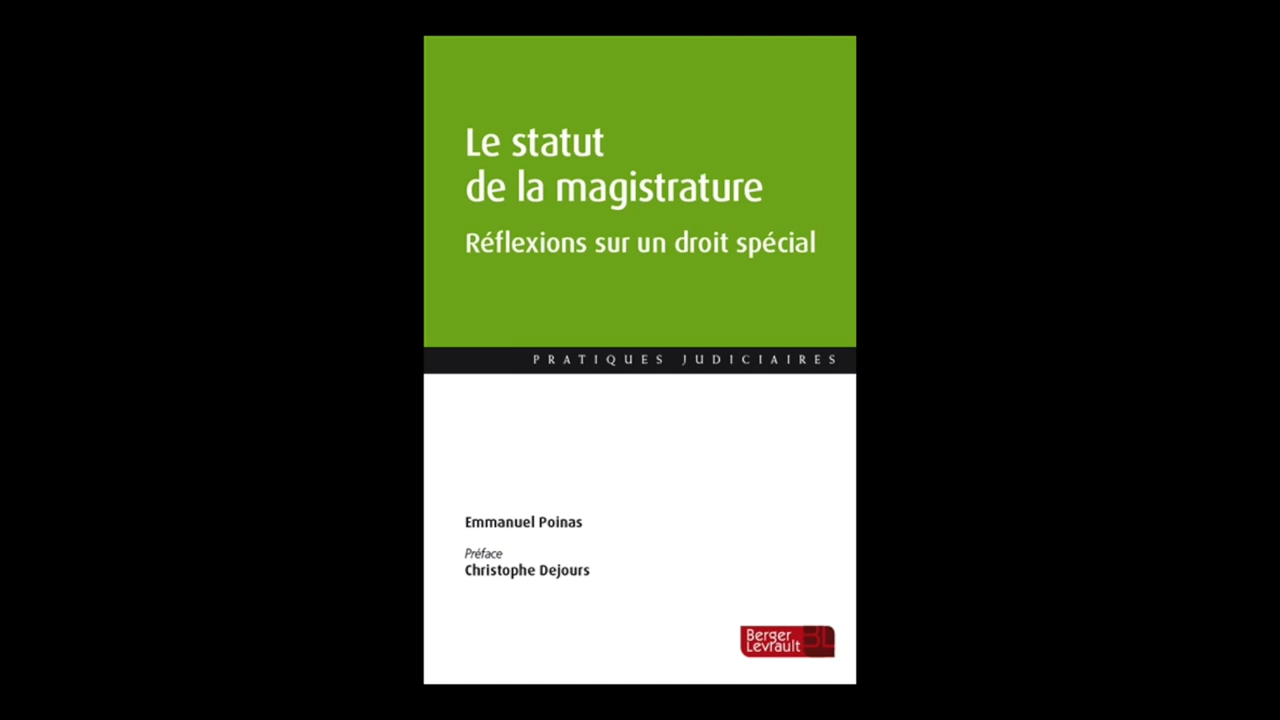 Le statut
de la magistrature
Réflexions sur un droit spécial
PRATIQUES JUDICIAIRES
Emmanuel Poinas
Préface
Christophe Dejours
Berger
Levrault
BL